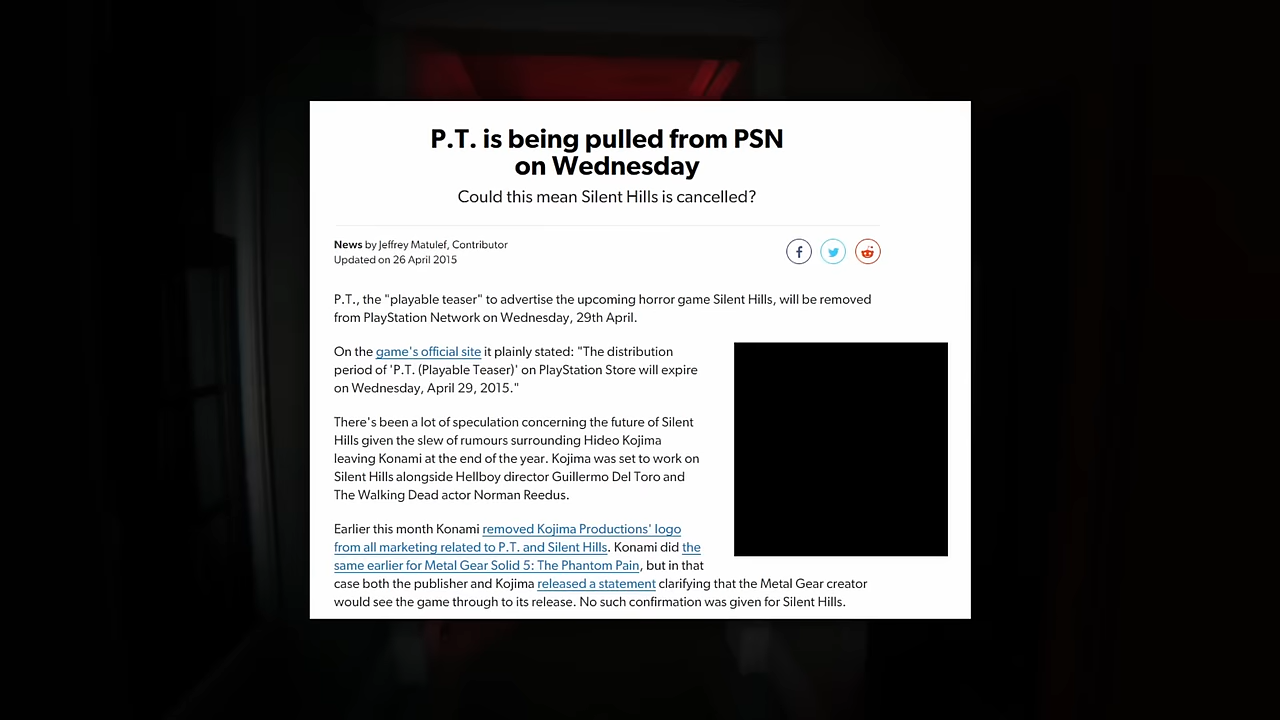 P.T. is being pulled from PSN
on Wednesday
Could this mean Silent Hills is cancelled?
News by Jeffrey Matulef, Contributor
Updated on 26 April 2015
P.T., the "playable teaser" to advertise the upcoming horror game Silent Hills, will be removed
from PlayStation Network on Wednesday, 29th April.
On the game's official site it plainly stated: "The distribution
period of 'P.T. (Playable Teaser)' on PlayStation Store will expire
on Wednesday, April 29, 2015."
There's been a lot of speculation concerning the future of Silent
Hills given the slew of rumours surrounding Hideo Kojima
leaving Konami at the end of the year. Kojima was set to work on
Silent Hills alongside Hellboy director Guillermo Del Toro and
The Walking Dead actor Norman Reedus.
Earlier this month Konami removed Kojima Productions' logo
from all marketing related to P.T. and Silent Hills. Konami did the
same earlier for Metal Gear Solid 5: The Phantom Pain, but in that
case both the publisher and Kojima released a statement clarifying that the Metal Gear creator
would see the game through to its release. No such confirmation was given for Silent Hills.